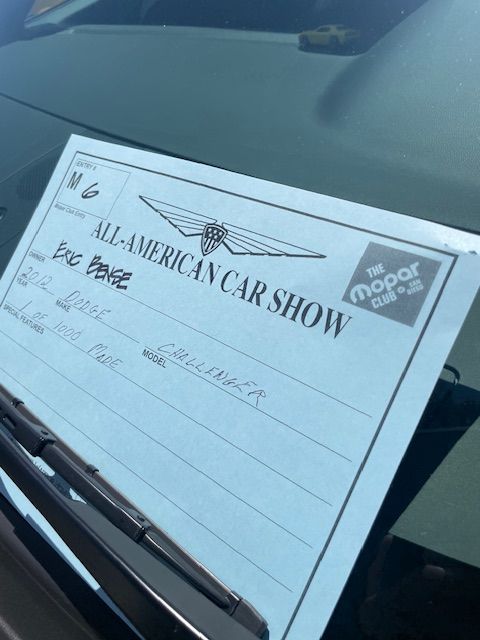 ENTRY #
M 6
Mopar Club Entry
ALL-AMERICAN CAR SHOW
THE
mopar
CLUB SAN DIEGO
ERIC BENGE
OWNER
2012 DODGE CHALLENGER
YEAR MAKE MODEL
1 OF 1000 MADE
SPECIAL FEATURES